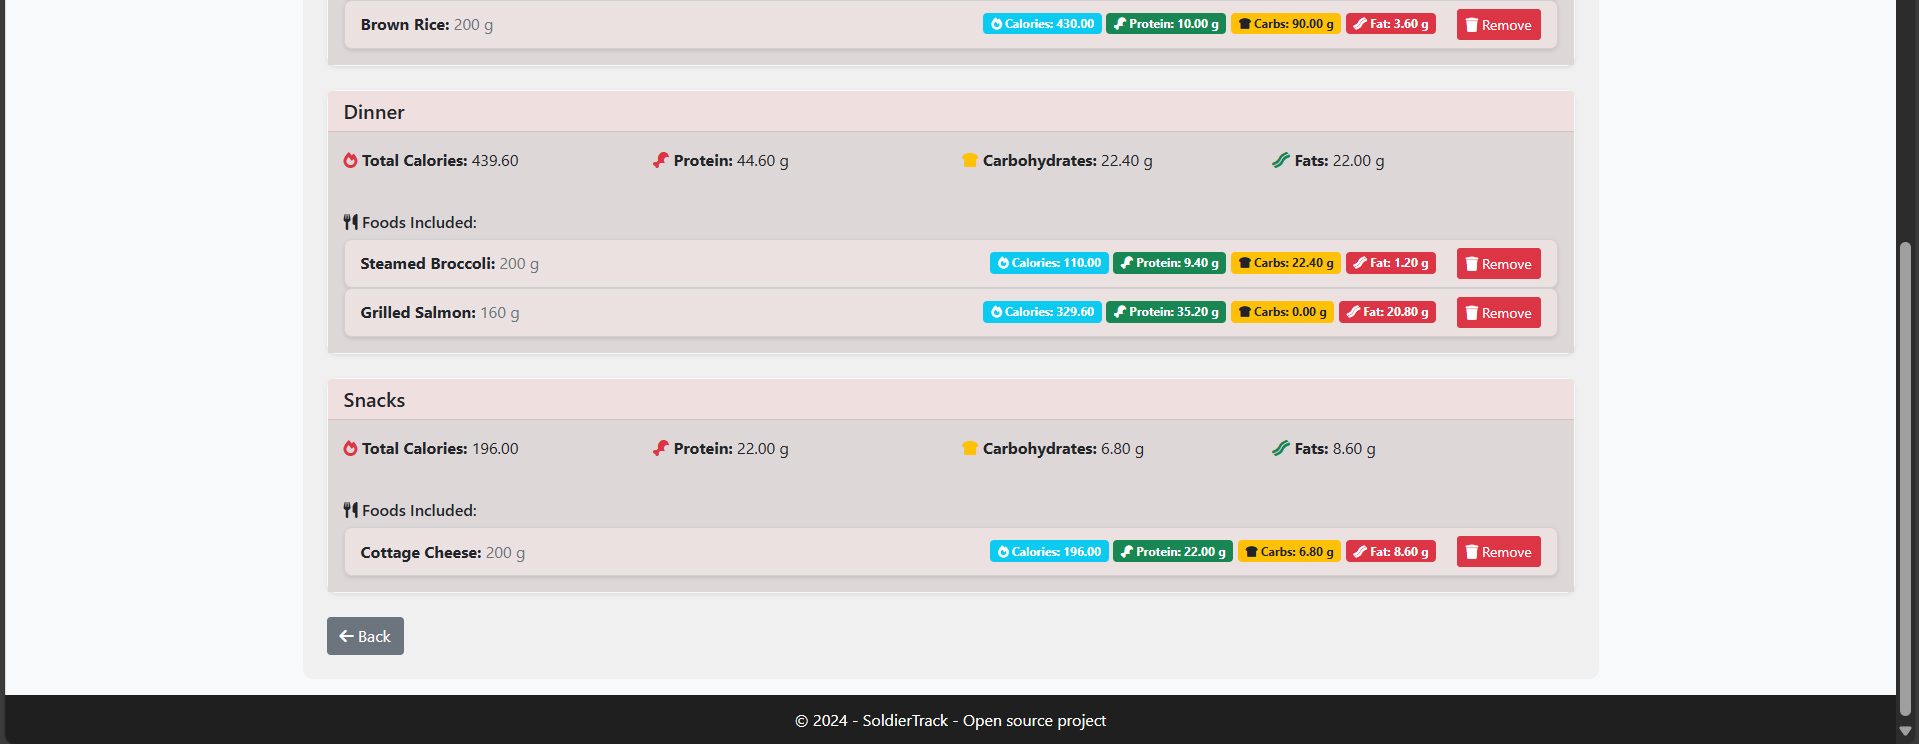 Brown Rice: 200 g Calories: 430.00 Protein: 10.00 g Carbs: 90.00 g Fat: 3.60 g Remove
Dinner
Total Calories: 439.60 Protein: 44.60 g Carbohydrates: 22.40 g Fats: 22.00 g
Foods Included:
Steamed Broccoli: 200 g Calories: 110.00 Protein: 9.40 g Carbs: 22.40 g Fat: 1.20 g Remove
Grilled Salmon: 160 g Calories: 329.60 Protein: 35.20 g Carbs: 0.00 g Fat: 20.80 g Remove
Snacks
Total Calories: 196.00 Protein: 22.00 g Carbohydrates: 6.80 g Fats: 8.60 g
Foods Included:
Cottage Cheese: 200 g Calories: 196.00 Protein: 22.00 g Carbs: 6.80 g Fat: 8.60 g Remove
Back
© 2024 - SoldierTrack - Open source project